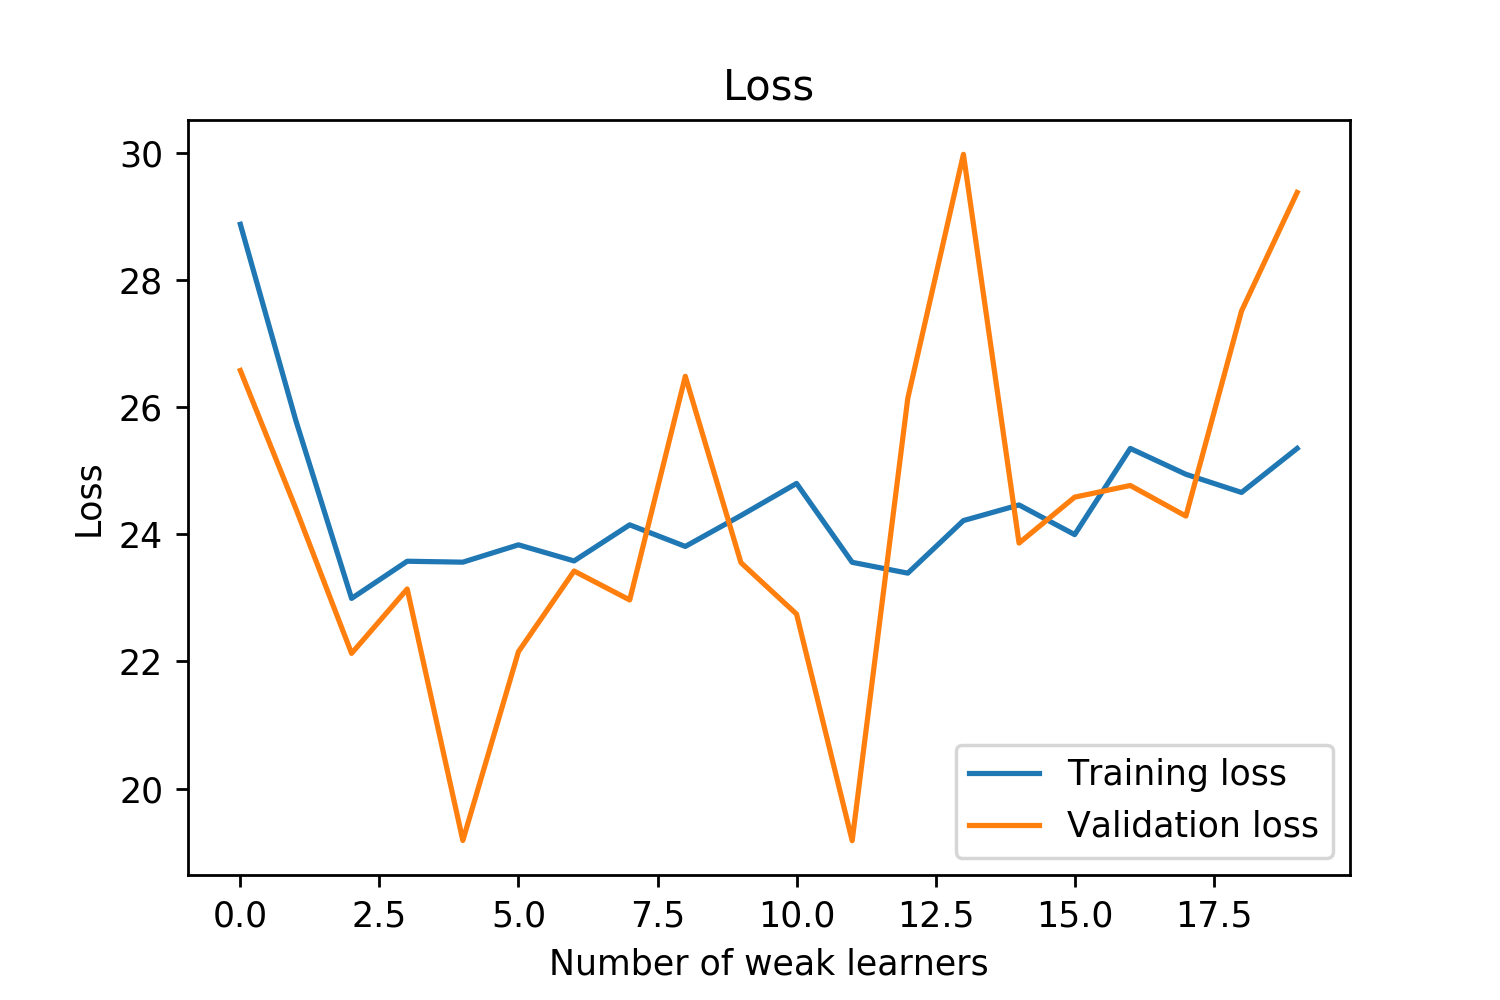 Loss
30
28
26
24
22
20
Loss
0.0 2.5 5.0 7.5 10.0 12.5 15.0 17.5
Number of weak learners
Training loss
Validation loss